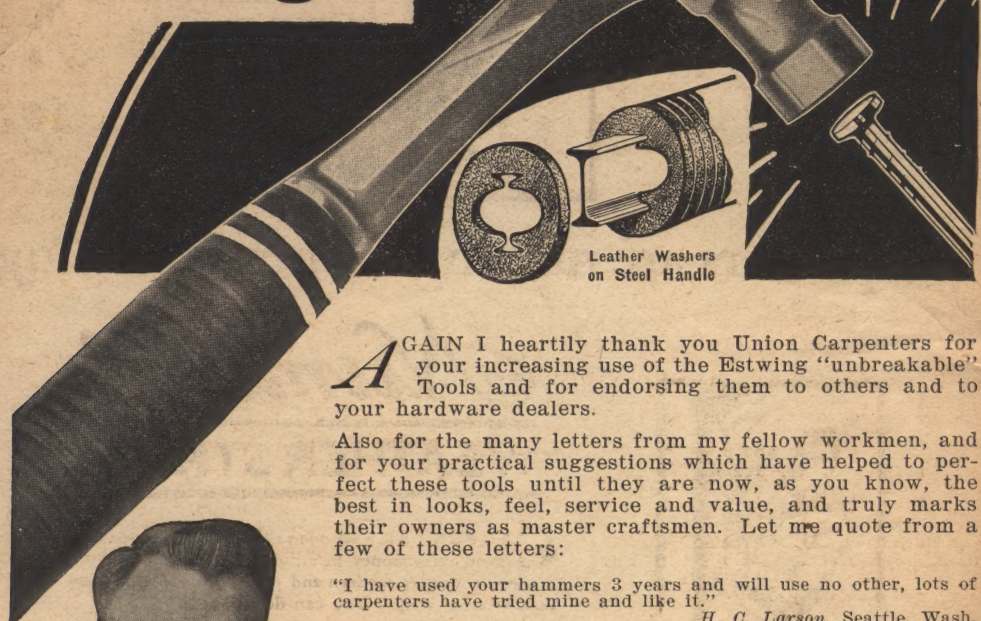 Leather Washers
on Steel Handle
AGAIN I heartily thank you Union Carpenters for
your increasing use of the Estwing “unbreakable”
Tools and for endorsing them to others and to
your hardware dealers.
Also for the many letters from my fellow workmen, and
for your practical suggestions which have helped to per-
fect these tools until they are now, as you know, the
best in looks, feel, service and value, and truly marks
their owners as master craftsmen. Let me quote from a
few of these letters:
“I have used your hammers 3 years and will use no other, lots of
carpenters have tried mine and like it.”
H. C. Larson, Seattle, Wash.